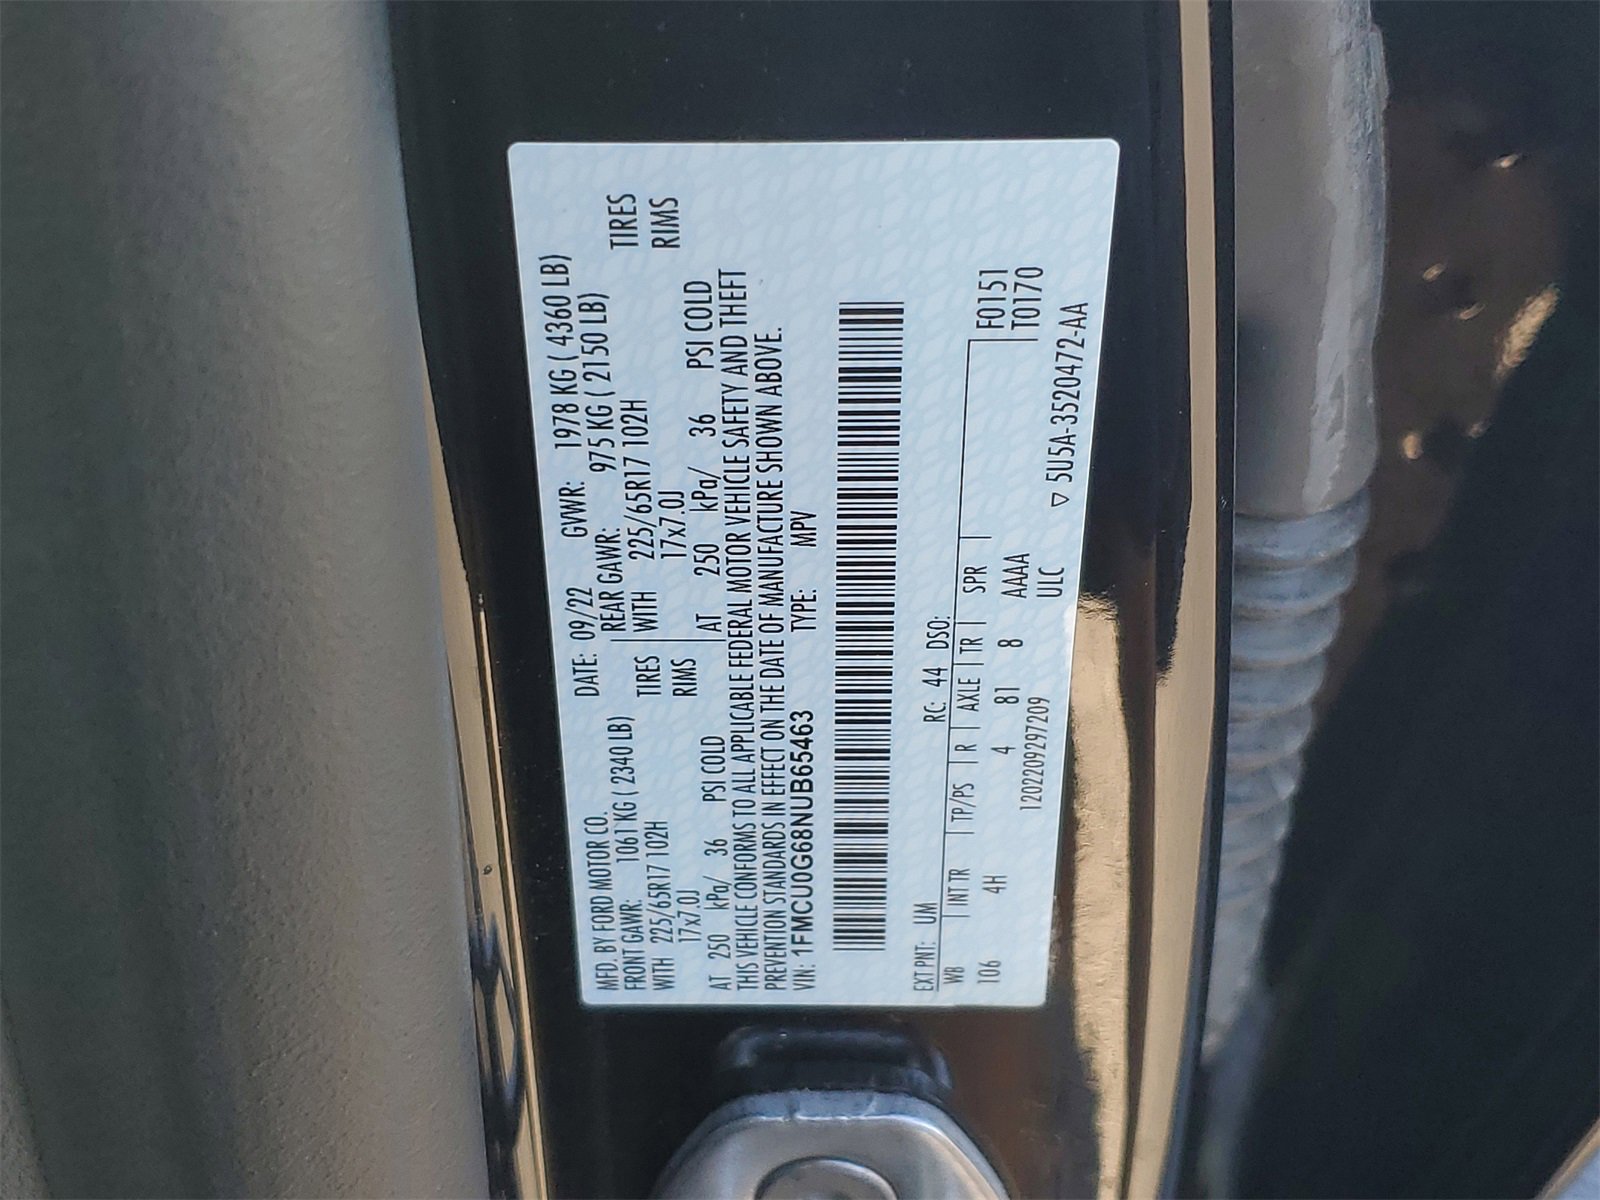 MFD. BY FORD MOTOR CO. DATE: 09/22 GVWR: 1978 KG ( 4360 LB)
FRONT GAWR: 1061 KG ( 2340 LB) REAR GAWR: 975 KG ( 2150 LB)
WITH 225/65R17 102H TIRES WITH 225/65R17 102H TIRES
17x7.0J RIMS 17x7.0J RIMS
AT 250 kPa/ 36 PSI COLD AT 250 kPa/ 36 PSI COLD
THIS VEHICLE CONFORMS TO ALL APPLICABLE FEDERAL MOTOR VEHICLE SAFETY AND THEFT
PREVENTION STANDARDS IN EFFECT ON THE DATE OF MANUFACTURE SHOWN ABOVE.
VIN: 1FMCU0G68NUB65463 TYPE: MPV
EXT PNT: UM RC: 44 DSO:
WB INT TR TP/PS R AXLE TR SPR F0151
106 4H 4 81 8 AAAA T0170
1202209297209 ULC ▽ 5U5A-3520472-AA